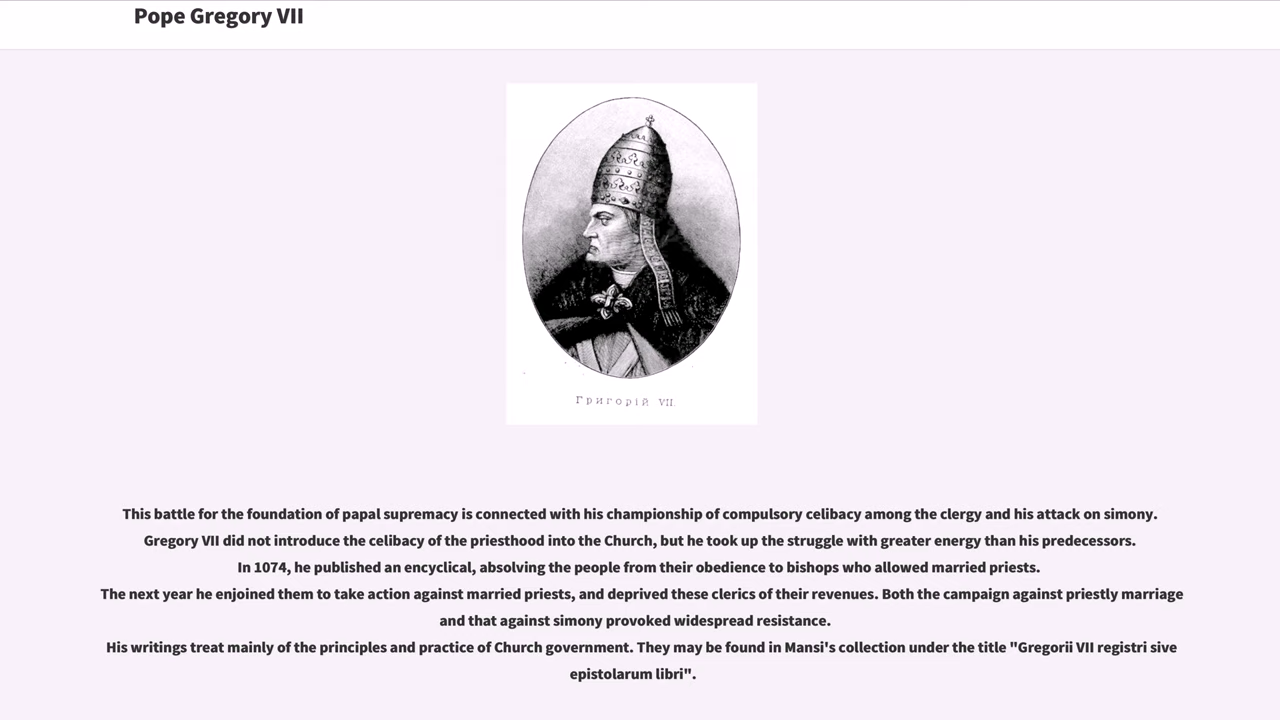 Pope Gregory VII
Григорій VII.
This battle for the foundation of papal supremacy is connected with his championship of compulsory celibacy among the clergy and his attack on simony.
Gregory VII did not introduce the celibacy of the priesthood into the Church, but he took up the struggle with greater energy than his predecessors.
In 1074, he published an encyclical, absolving the people from their obedience to bishops who allowed married priests.
The next year he enjoined them to take action against married priests, and deprived these clerics of their revenues. Both the campaign against priestly marriage
and that against simony provoked widespread resistance.
His writings treat mainly of the principles and practice of Church government. They may be found in Mansi's collection under the title "Gregorii VII registri sive
epistolarum libri".